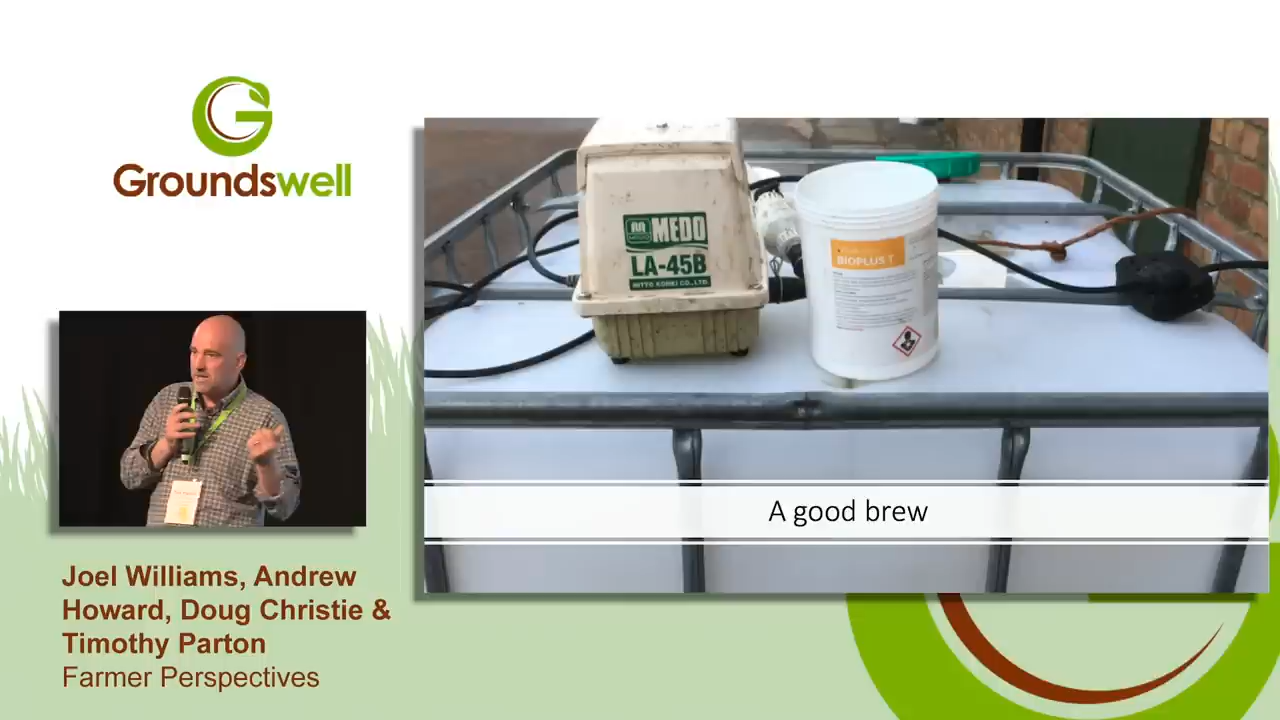 Groundswell
MEDO
MEDO
LA-45B
NITTO KOHKI CO., LTD.
BIOPLUS T
A good brew
Joel Williams, Andrew
Howard, Doug Christie &
Timothy Parton
Farmer Perspectives